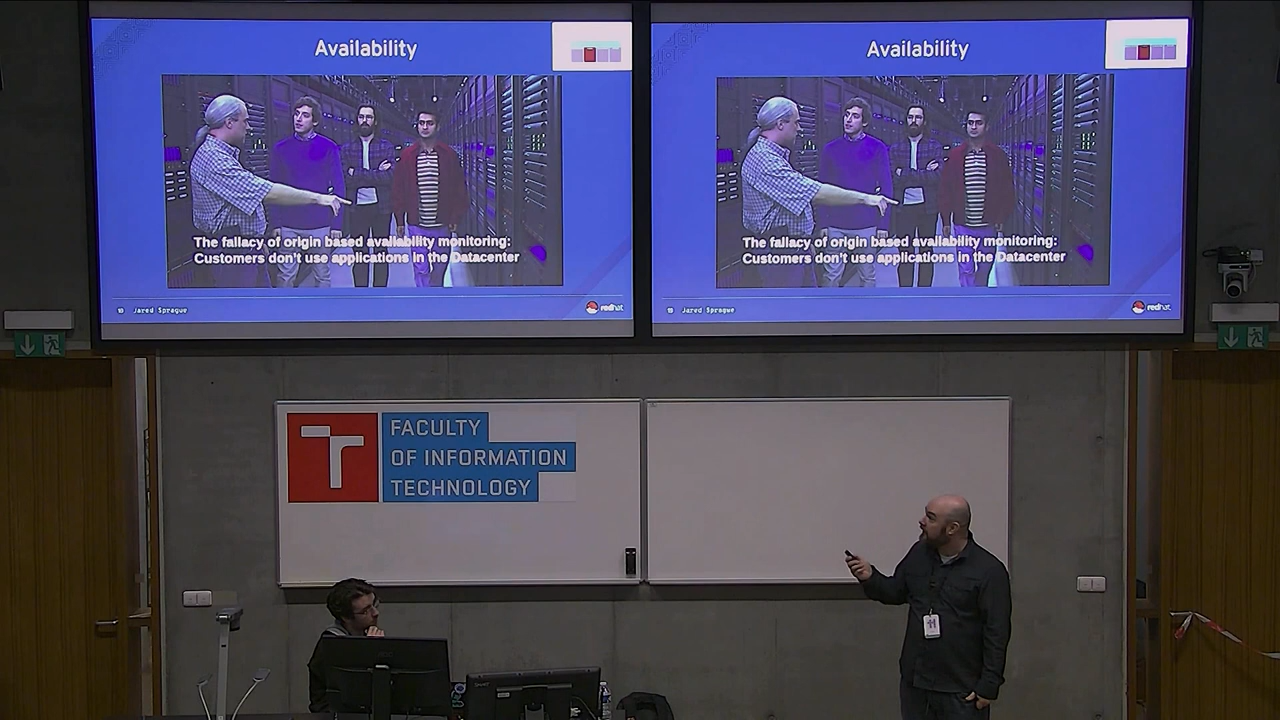 Availability
The fallacy of origin based availability monitoring:
Customers don't use applications in the Datacenter
10 Jared Sprague
redhat
Availability
The fallacy of origin based availability monitoring:
Customers don't use applications in the Datacenter
10 Jared Sprague
redhat
FACULTY
OF INFORMATION
TECHNOLOGY